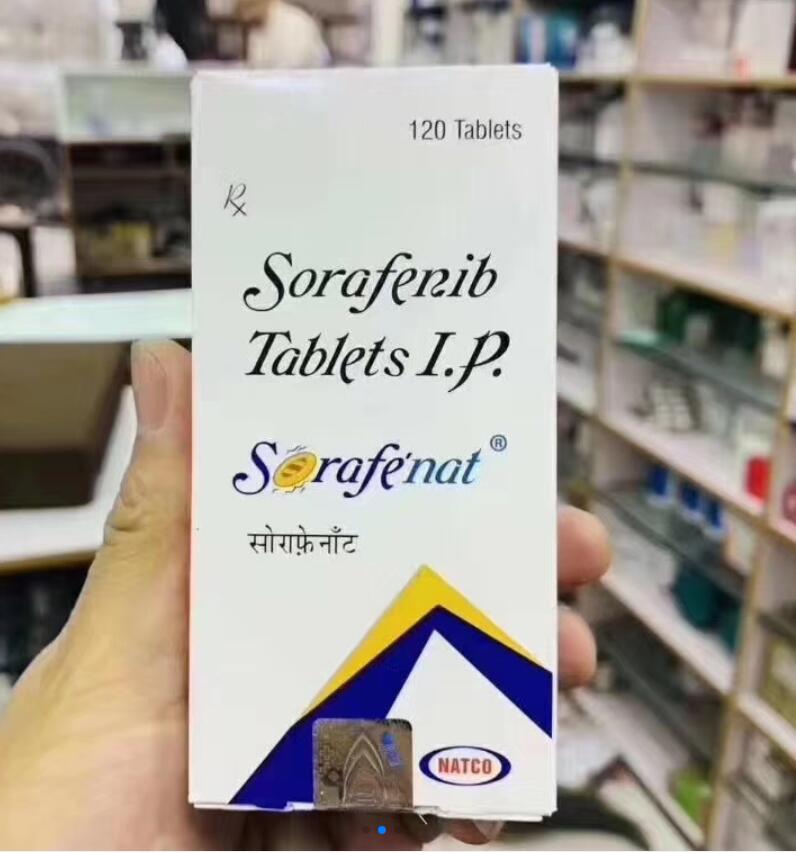 120 Tablets
Rx
Sorafenib
Tablets I.P.
Sorafenat®
सोराफ़ेनॉट
NATCO